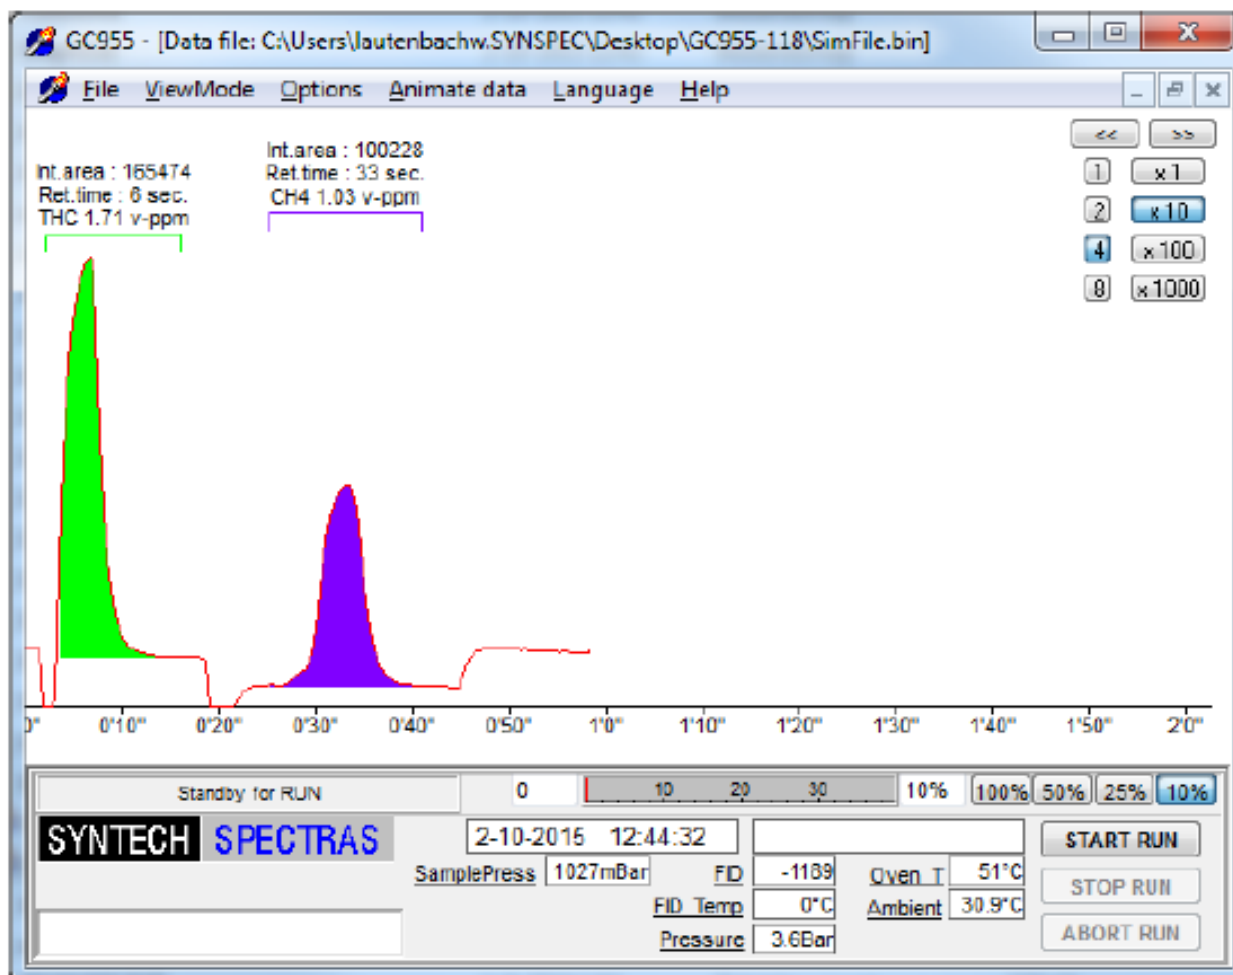 GC955 - [Data file: C:\Users\lautenbachw.SYNSPEC\Desktop\GC955-118\SimFile.bin]
File ViewMode Options Animate data Language Help
<< >>
1 x 1
2 x 10
4 x 100
8 x 1000
Int.area : 165474
Ret.time : 6 sec.
THC 1.71 v-ppm
Int.area : 100228
Ret.time : 33 sec.
CH4 1.03 v-ppm
0" 0'10" 0'20" 0'30" 0'40" 0'50" 1'0" 1'10" 1'20" 1'30" 1'40" 1'50" 2'0"
Standby for RUN 0 10 20 30 10% 100% 50% 25% 10%
SYNTECH SPECTRAS 2-10-2015 12:44:32 START RUN
SamplePress 1027mBar FID -1189 Oven T 51°C STOP RUN
FID Temp 0°C Ambient 30.9°C
Pressure 3.6Bar ABORT RUN